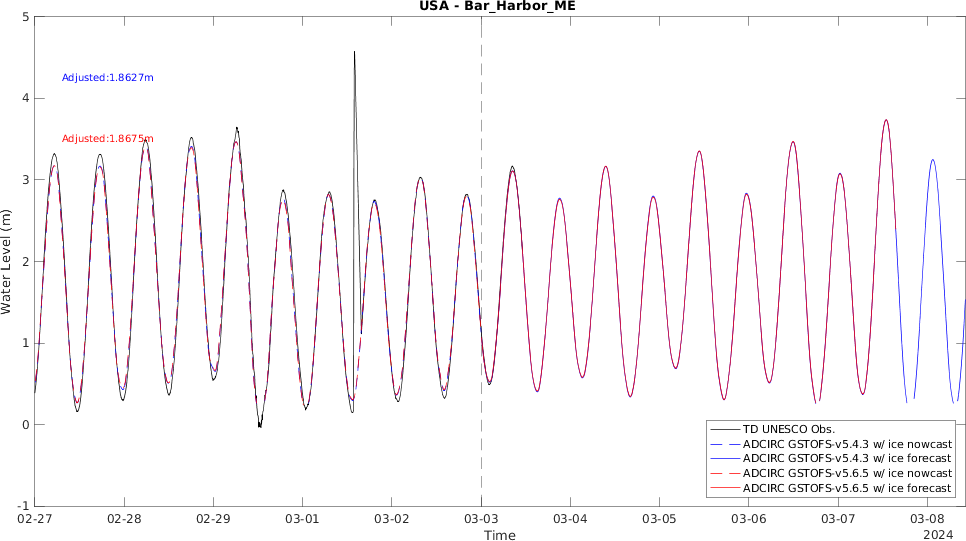 USA - Bar_Harbor_ME
Water Level (m)
5
4
3
2
1
0
-1
Adjusted:1.8627m
Adjusted:1.8675m
TD UNESCO Obs.
ADCIRC GSTOFS-v5.4.3 w/ ice nowcast
ADCIRC GSTOFS-v5.4.3 w/ ice forecast
ADCIRC GSTOFS-v5.6.5 w/ ice nowcast
ADCIRC GSTOFS-v5.6.5 w/ ice forecast
02-27 02-28 02-29 03-01 03-02 03-03 03-04 03-05 03-06 03-07 03-08
Time
2024